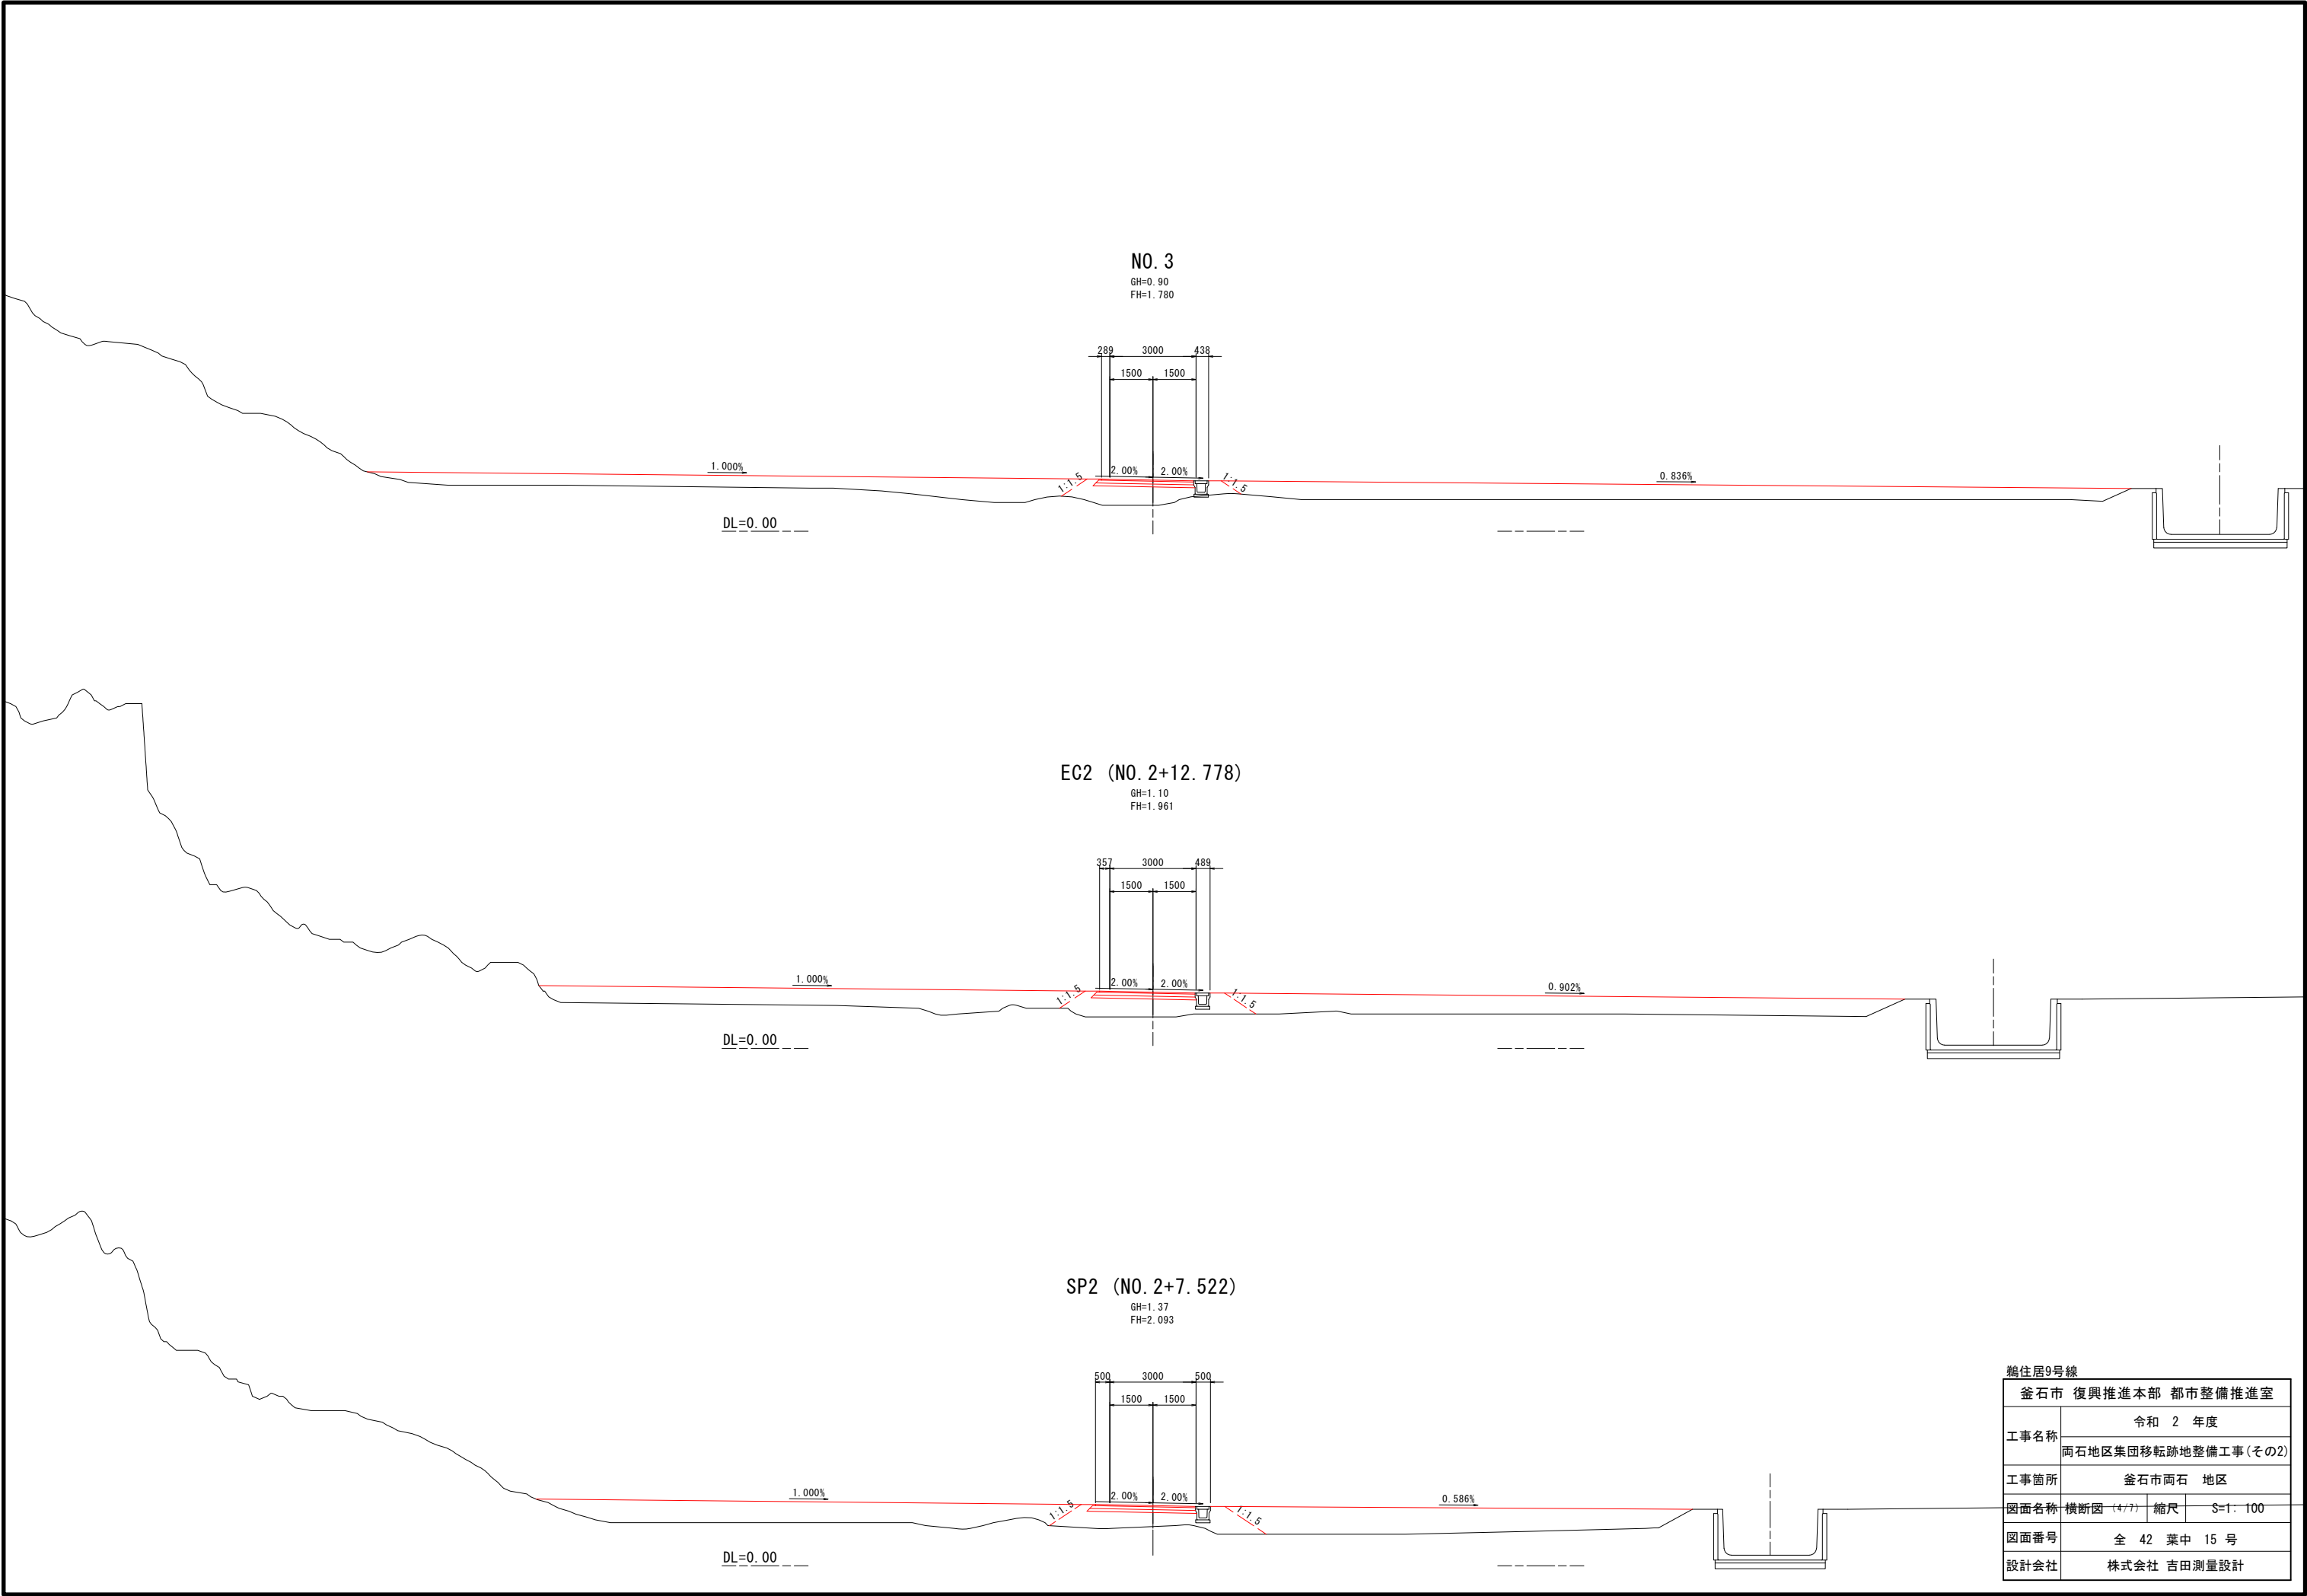 NO.3
GH=0.90
FH=1.780
289 3000 438
1500 1500
1.000%
1:1.5
2.00% 2.00%
1:1.5
0.836%
DL=0.00
EC2 (NO.2+12.778)
GH=1.10
FH=1.961
357 3000 489
1500 1500
1.000%
1:1.5
2.00% 2.00%
1:1.5
0.902%
DL=0.00
SP2 (NO.2+7.522)
GH=1.37
FH=2.093
500 3000 500
1500 1500
1.000%
1:1.5
2.00% 2.00%
1:1.5
0.586%
DL=0.00
鵜住居9号線
釜石市 復興推進本部 都市整備推進室
工事名称 令和 2 年度
両石地区集団移転跡地整備工事(その2)
工事箇所 釜石市両石 地区
図面名称 横断図 (4/7) 縮尺 S=1:100
図面番号 全 42 葉中 15 号
設計会社 株式会社 吉田測量設計